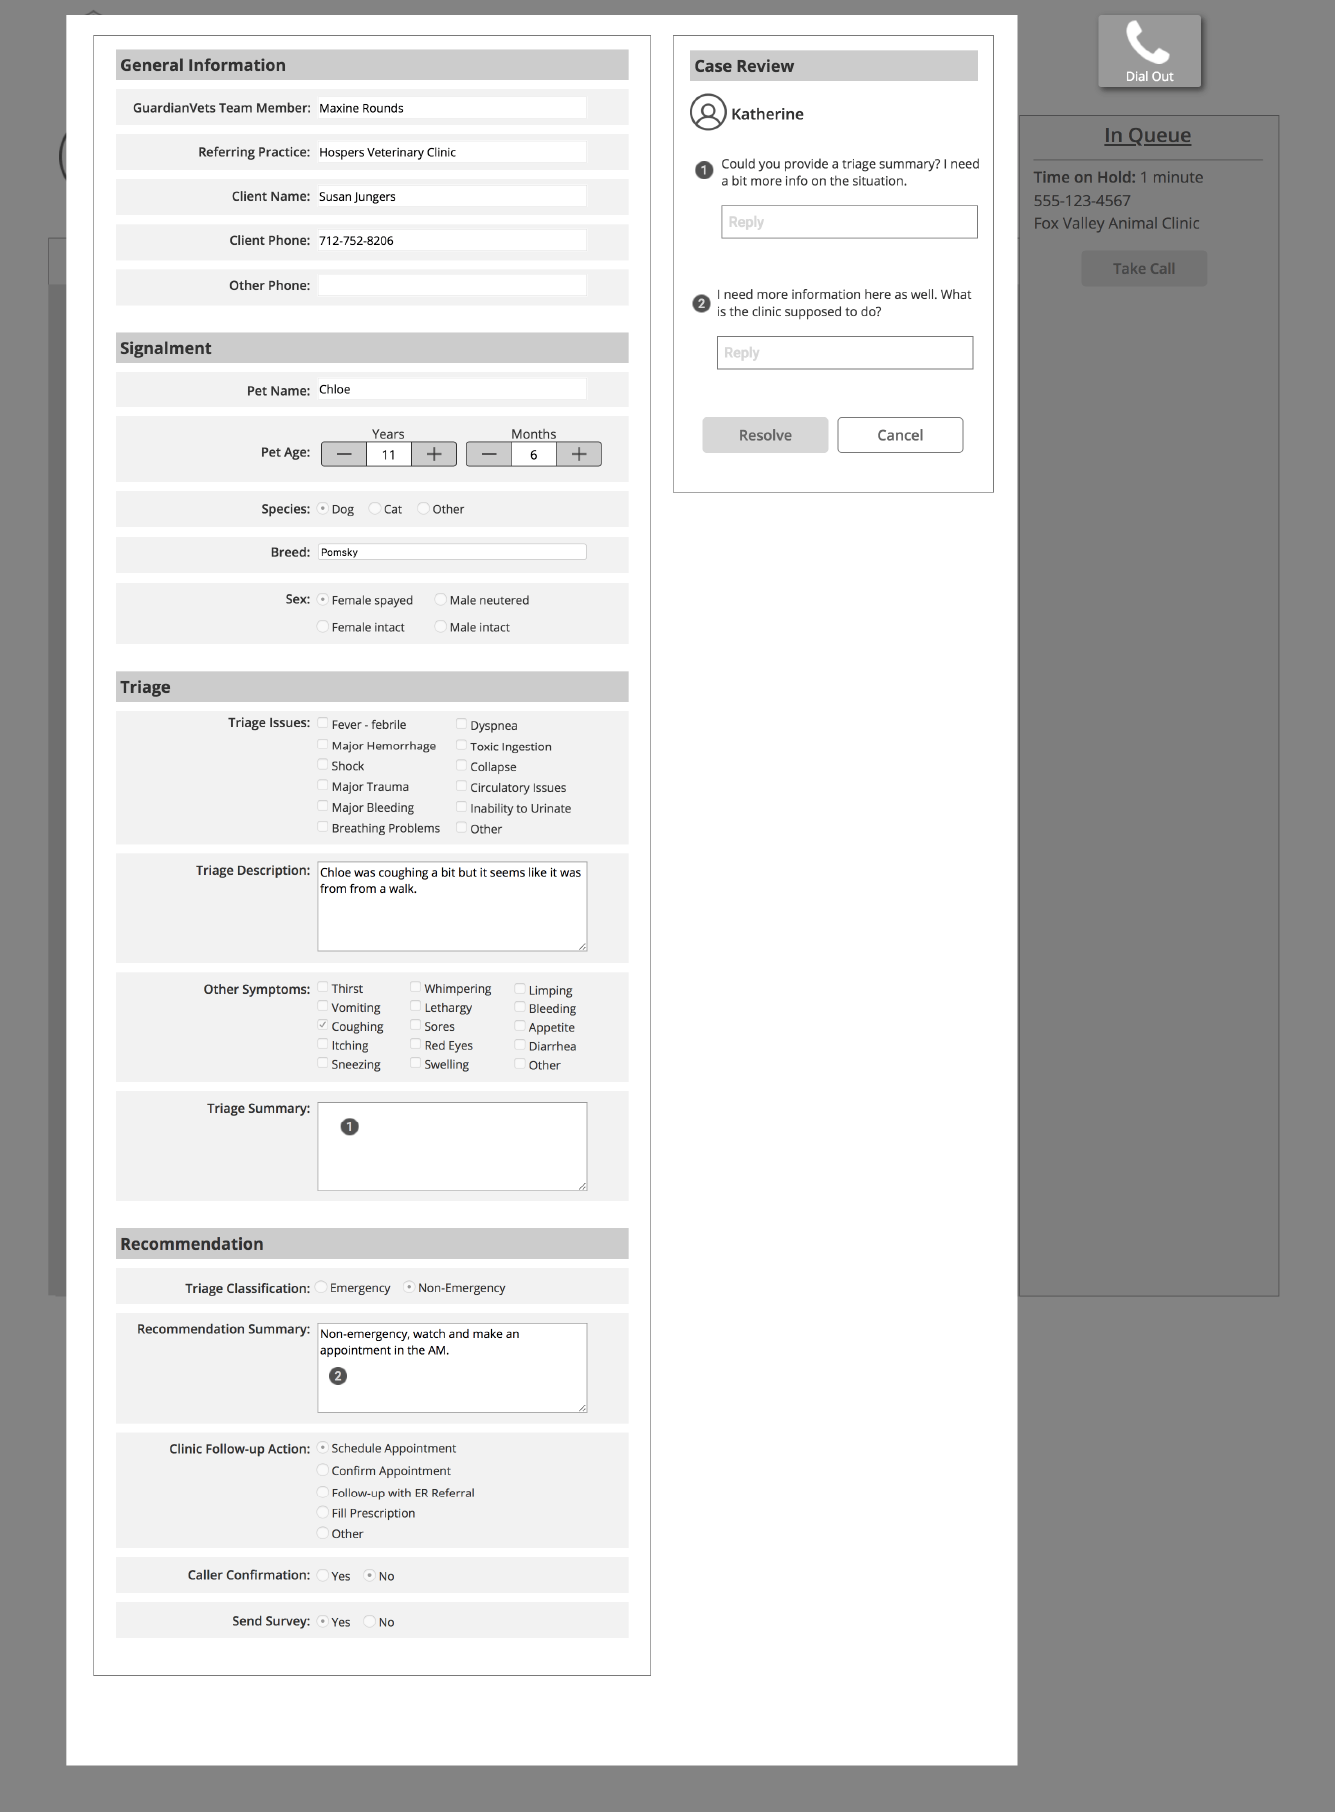 General Information
GuardianVets Team Member: Maxine Rounds
Referring Practice: Hospers Veterinary Clinic
Client Name: Susan Jungers
Client Phone: 712-752-8206
Other Phone:
Signalment
Pet Name: Chloe
Years Months
Pet Age: 11 6
Species: Dog Cat Other
Breed: Pomsky
Sex: Female spayed Male neutered
Female intact Male intact
Triage
Triage Issues: Fever - febrile Dyspnea
Major Hemorrhage Toxic Ingestion
Shock Collapse
Major Trauma Circulatory Issues
Major Bleeding Inability to Urinate
Breathing Problems Other
Triage Description: Chloe was coughing a bit but it seems like it was
from from a walk.
Other Symptoms: Thirst Whimpering Limping
Vomiting Lethargy Bleeding
Coughing Sores Appetite
Itching Red Eyes Diarrhea
Sneezing Swelling Other
Triage Summary:
1
Recommendation
Triage Classification: Emergency Non-Emergency
Recommendation Summary: Non-emergency, watch and make an
appointment in the AM.
2
Clinic Follow-up Action: Schedule Appointment
Confirm Appointment
Follow-up with ER Referral
Fill Prescription
Other
Caller Confirmation: Yes No
Send Survey: Yes No
Case Review
Katherine
1 Could you provide a triage summary? I need
a bit more info on the situation.
Reply
2 I need more information here as well. What
is the clinic supposed to do?
Reply
Resolve Cancel
Dial Out
In Queue
Time on Hold: 1 minute
555-123-4567
Fox Valley Animal Clinic
Take Call